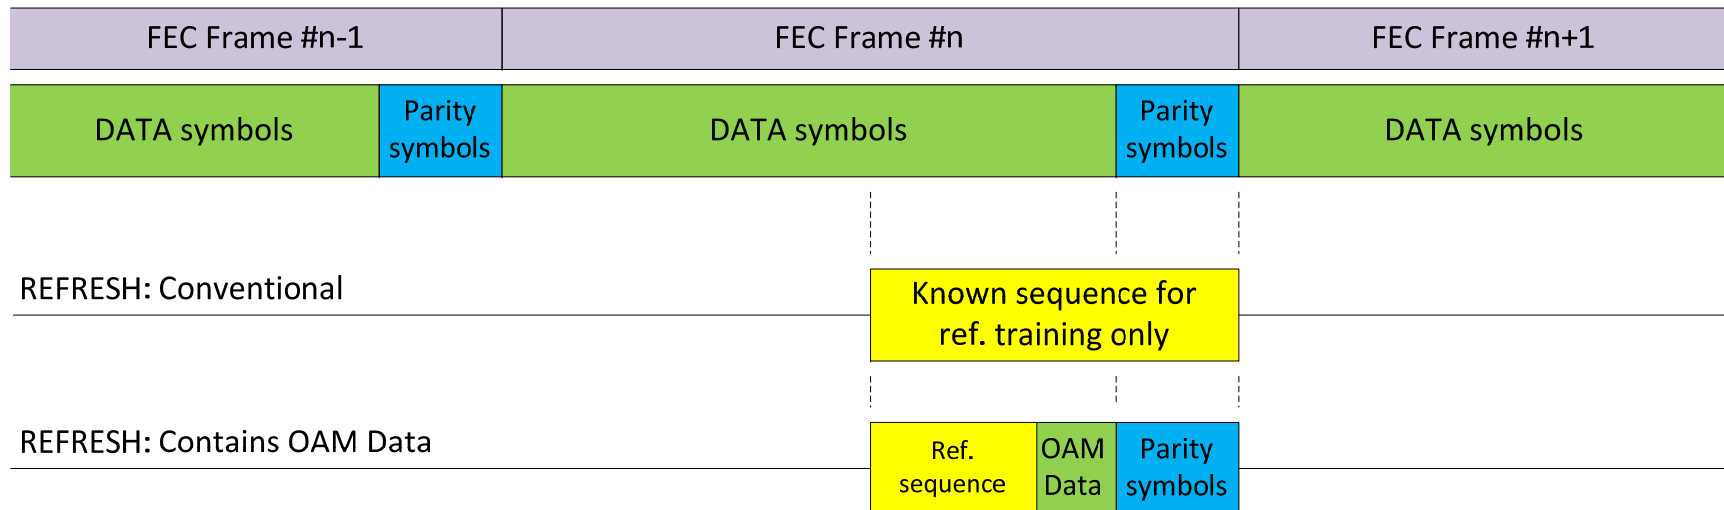 FEC Frame #n-1
FEC Frame #n
FEC Frame #n+1
DATA symbols
Parity
symbols
DATA symbols
Parity
symbols
DATA symbols
REFRESH: Conventional
Known sequence for
ref. training only
REFRESH: Contains OAM Data
Ref.
sequence
OAM
Data
Parity
symbols